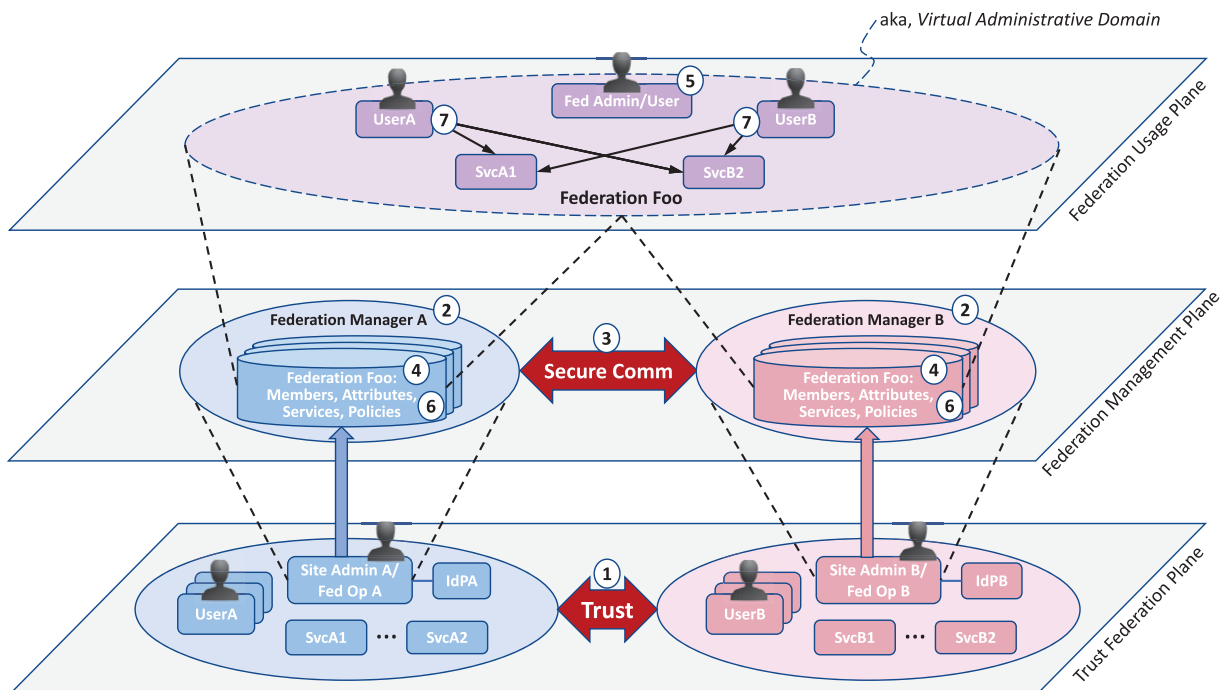 aka, Virtual Administrative Domain
5
Fed Admin/User
UserA
7
7
UserB
SvcA1
SvcB2
Federation Foo
Federation Usage Plane
2
Federation Manager A
4
Federation Foo:
Members, Attributes,
Services, Policies
6
3
Secure Comm
2
Federation Manager B
4
Federation Foo:
Members, Attributes,
Services, Policies
6
Federation Management Plane
Site Admin A/
Fed Op A
IdPA
UserA
SvcA1
...
SvcA2
1
Trust
Site Admin B/
Fed Op B
IdPB
UserB
SvcB1
...
SvcB2
Trust Federation Plane